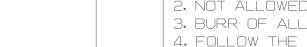 2. NOT ALLOWED
3. BURR OF ALL
4. FOLLOW THE